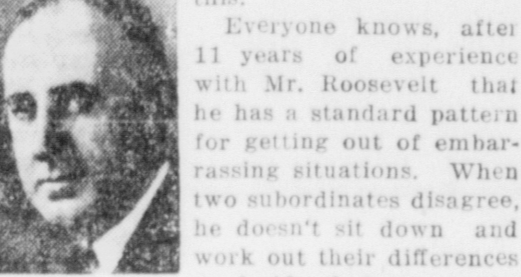 this.
Everyone knows, after
11 years of experience
with Mr. Roosevelt that
he has a standard pattern
for getting out of embar-
rassing situations. When
two subordinates disagree,
he doesn't sit down and
work out their differences